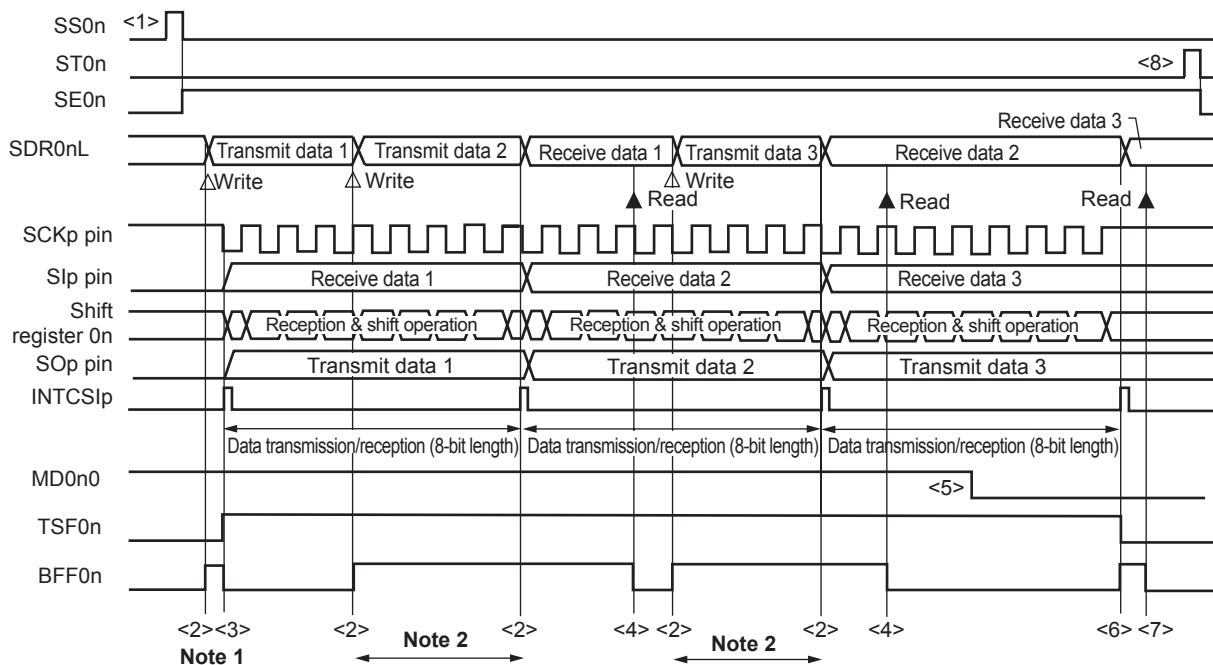 SS0n <1>
ST0n <8>
SE0n
Receive data 3
SDR0nL Transmit data 1 Transmit data 2 Receive data 1 Transmit data 3 Receive data 2
Write Write Write
Read Read Read
SCKp pin
SIp pin Receive data 1 Receive data 2 Receive data 3
Shift
register 0n Reception & shift operation Reception & shift operation Reception & shift operation
SOp pin Transmit data 1 Transmit data 2 Transmit data 3
INTCSIp
Data transmission/reception (8-bit length) Data transmission/reception (8-bit length) Data transmission/reception (8-bit length)
MD0n0 <5>
TSF0n
BFF0n
<2> <3> <2> <2> <4> <2> <2> <4> <6> <7>
Note 1 Note 2 Note 2